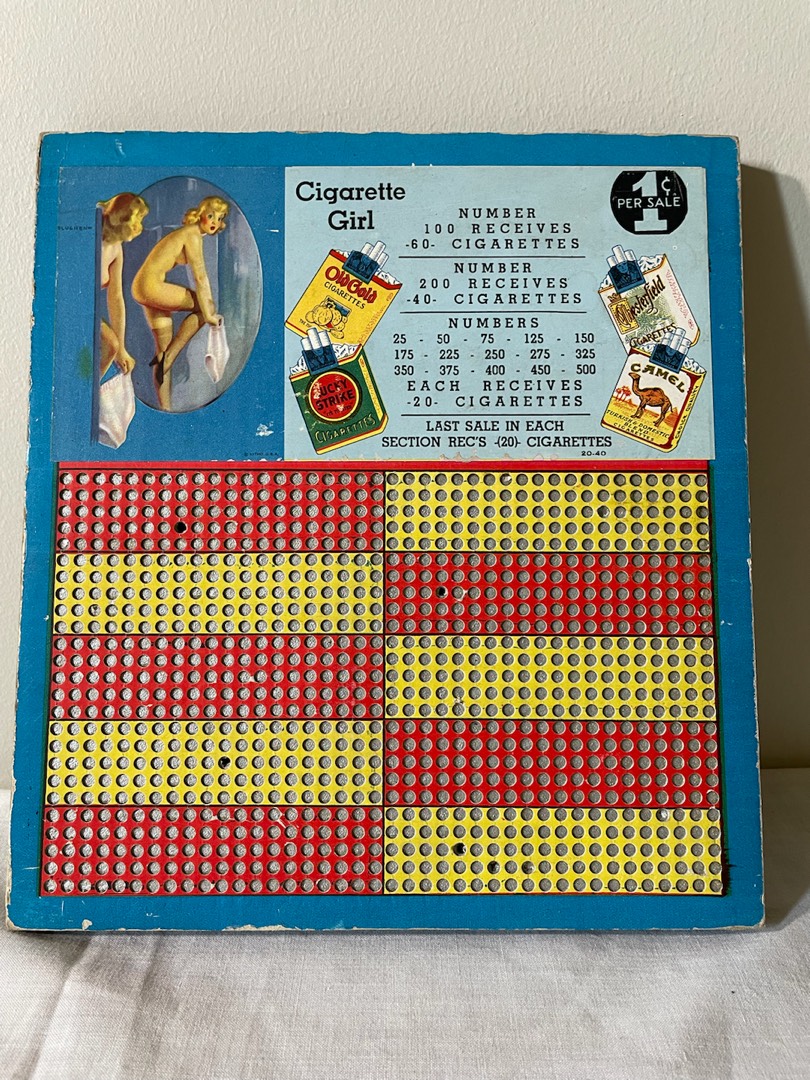 Cigarette
Girl
1¢
PER SALE
NUMBER
100 RECEIVES
-60- CIGARETTES
NUMBER
200 RECEIVES
-40- CIGARETTES
NUMBERS
25 - 50 - 75 - 125 - 150
175 - 225 - 250 - 275 - 325
350 - 375 - 400 - 450 - 500
EACH RECEIVES
-20- CIGARETTES
LAST SALE IN EACH
SECTION REC'S -(20)- CIGARETTES
20-40
Old Gold
CIGARETTES
LUCKY
STRIKE
CIGARETTES
Chesterfield
CIGARETTES
CAMEL
TURKISH & DOMESTIC
BLEND
CIGARETTES